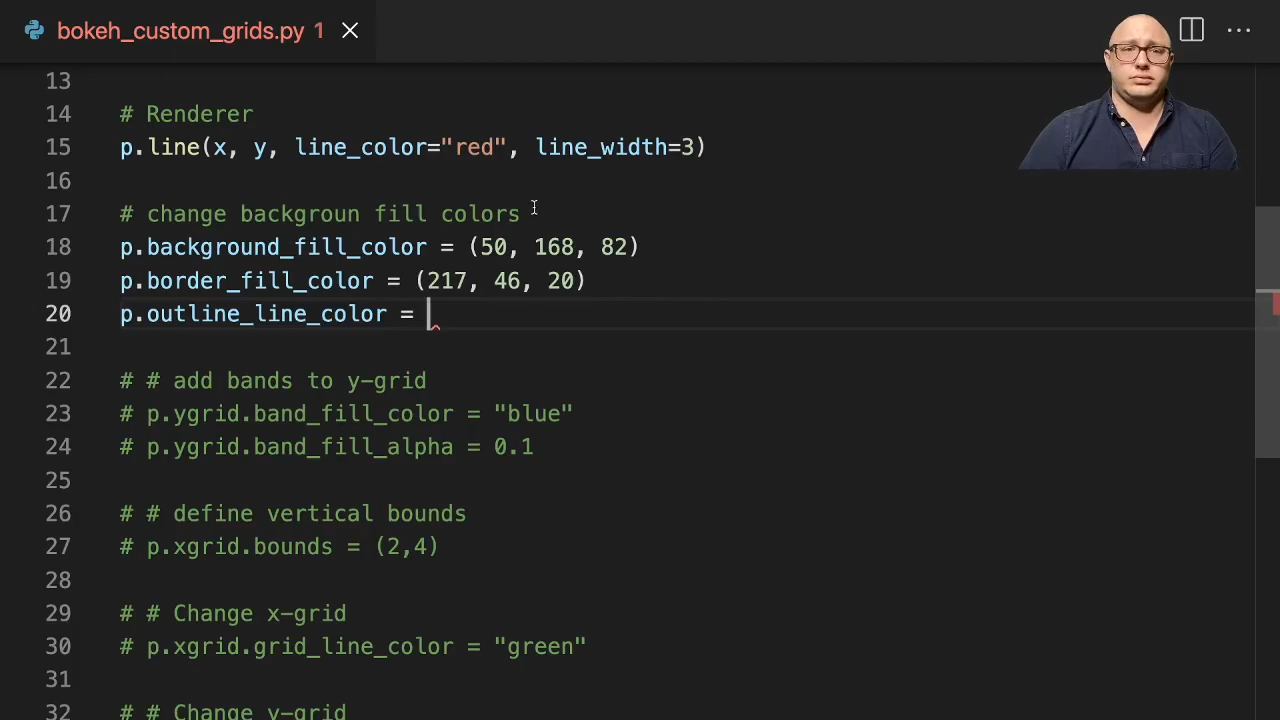 bokeh_custom_grids.py 1
13
14 # Renderer
15 p.line(x, y, line_color="red", line_width=3)
16
17 # change backgroun fill colors
18 p.background_fill_color = (50, 168, 82)
19 p.border_fill_color = (217, 46, 20)
20 p.outline_line_color =
21
22 # # add bands to y-grid
23 # p.ygrid.band_fill_color = "blue"
24 # p.ygrid.band_fill_alpha = 0.1
25
26 # # define vertical bounds
27 # p.xgrid.bounds = (2,4)
28
29 # # Change x-grid
30 # p.xgrid.grid_line_color = "green"
31
32 # # Change y-grid